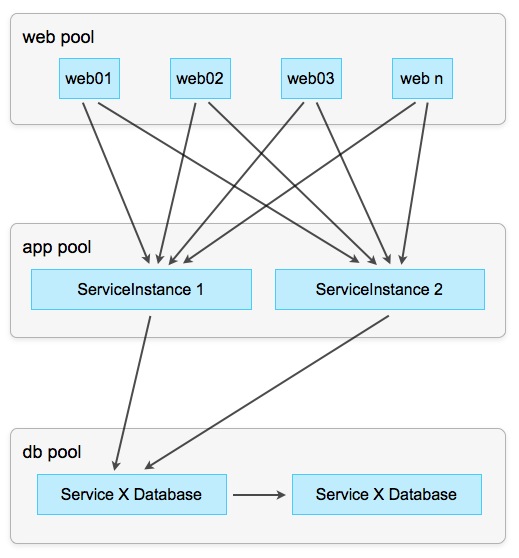 web pool
web01
web02
web03
web n
app pool
ServiceInstance 1
ServiceInstance 2
db pool
Service X Database
Service X Database